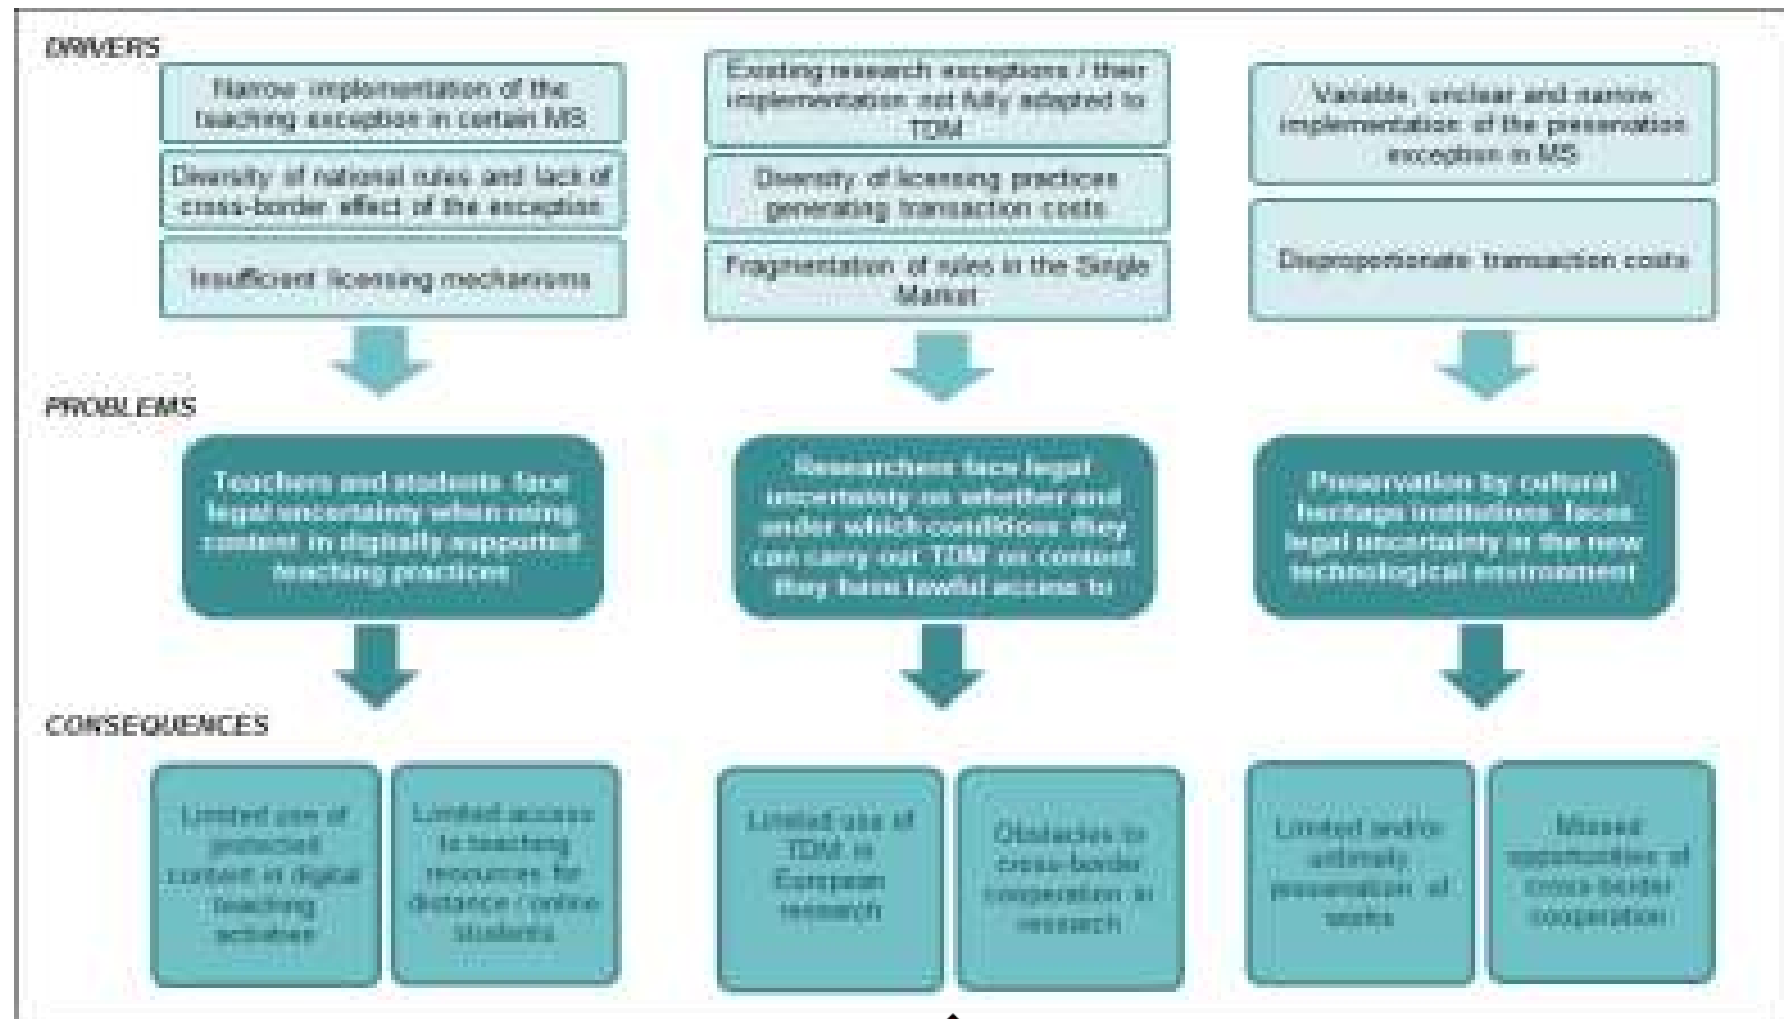 DRIVERS
Narrow implementation of the
teaching exception in certain MS
Diversity of national rules and lack of
cross-border effect of the exception
Insufficient licensing mechanisms
Existing research exceptions / their
implementation not fully adapted to
TDM
Diversity of licensing practices
generating transaction costs
Fragmentation of rules in the Single
Market
Variable, unclear and narrow
implementation of the preservation
exception in MS
Disproportionate transaction costs
PROBLEMS
Teachers and students face
legal uncertainty when using
content in digitally-supported
teaching practices
Researchers face legal
uncertainty on whether and
under which conditions they
can carry out TDM on content
they have lawful access to
Preservation by cultural
heritage institutions faces
legal uncertainty in the new
technological environment
CONSEQUENCES
Limited use of
protected
content in digital
teaching
activities
Limited access
to teaching
resources for
distance / online
students
Limited use of
TDM in
European
research
Obstacles to
cross-border
cooperation in
research
Limited and/or
untimely
preservation of
works
Missed
opportunities of
cross-border
cooperation